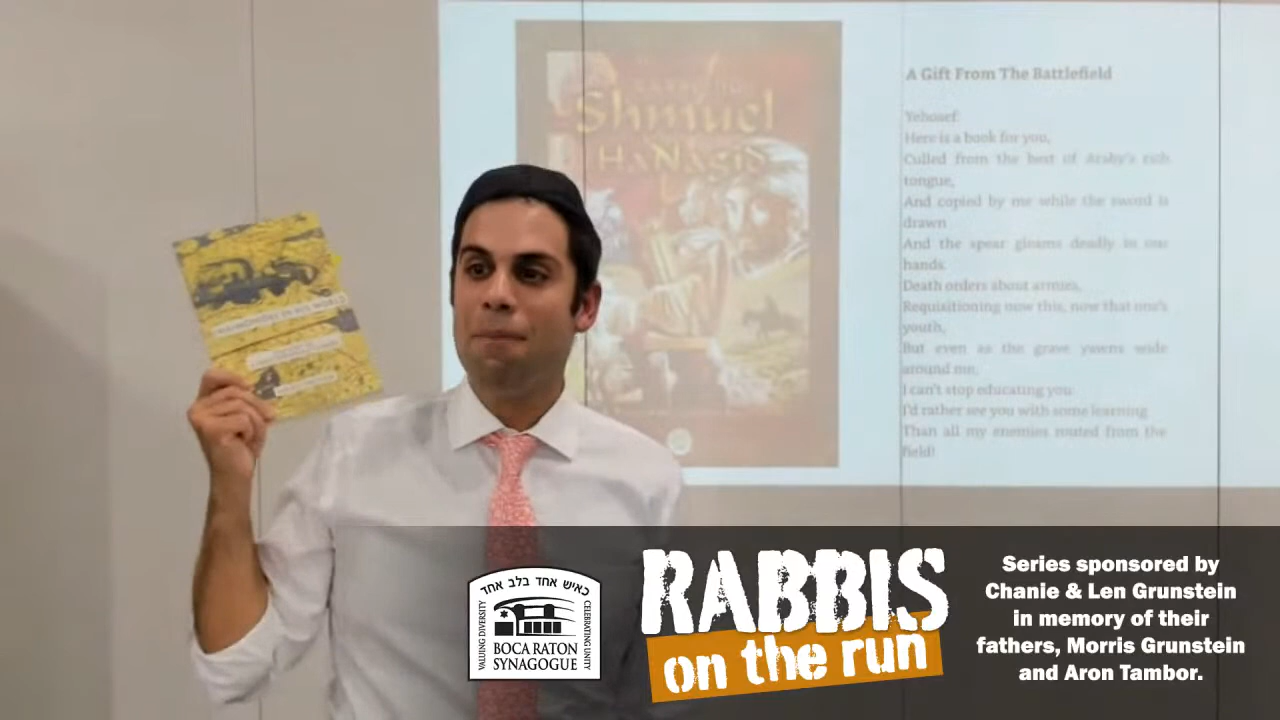 A Gift From The Battlefield
Yehosef:
Here is a book for you,
Culled from the best of Araby's rich
tongue,
And copied by me while the sword is
drawn
And the spear gleams deadly in our
hands.
Death orders about armies,
Requisitioning now this, now that one's
youth,
But even as the grave yawns wide
around me,
I can't stop educating you
I'd rather see you with some learning
Than all my enemies routed from the
field!
Shmuel
HaNagid
MAIMONIDES IN HIS WORLD
כאיש אחד בלב אחד
VALUING DIVERSITY
CELEBRATING UNITY
BOCA RATON
SYNAGOGUE
RABBIS
on the run
Series sponsored by
Chanie & Len Grunstein
in memory of their
fathers, Morris Grunstein
and Aron Tambor.